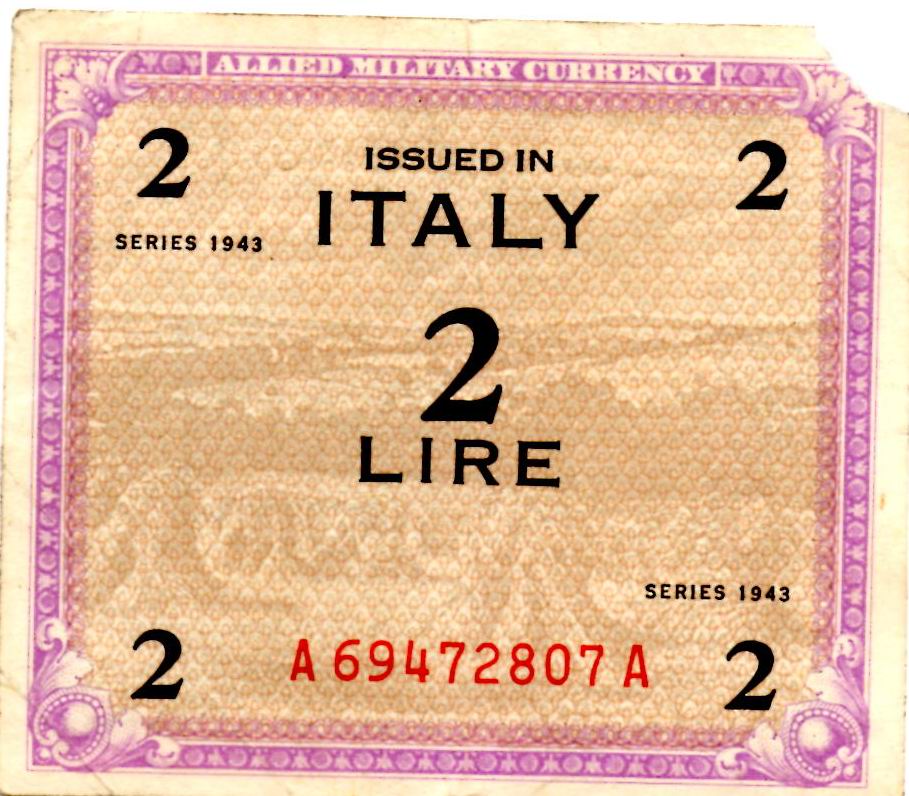 ALLIED MILITARY CURRENCY
2
ISSUED IN
2
ITALY
SERIES 1943
2
LIRE
SERIES 1943
2
A 69472807 A
2